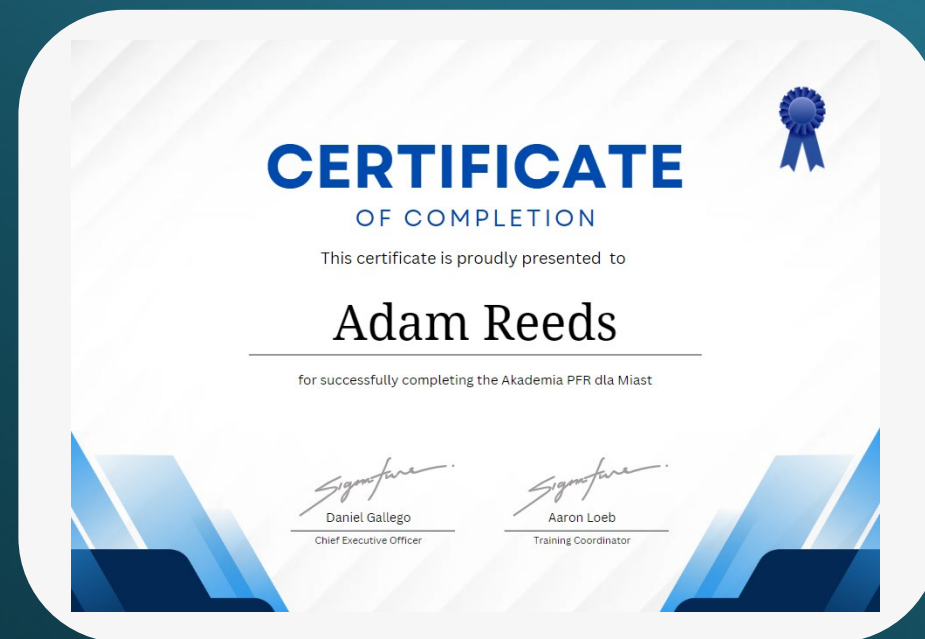 CERTIFICATE
OF COMPLETION
This certificate is proudly presented to
Adam Reeds
for successfully completing the Akademia PFR dla Miast
Signature
Signature
Daniel Gallego
Aaron Loeb
Chief Executive Officer
Training Coordinator